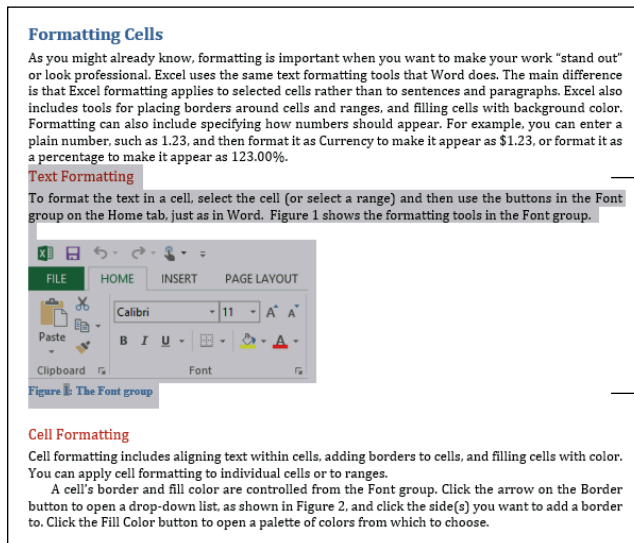 Formatting Cells
As you might already know, formatting is important when you want to make your work “stand out”
or look professional. Excel uses the same text formatting tools that Word does. The main difference
is that Excel formatting applies to selected cells rather than to sentences and paragraphs. Excel also
includes tools for placing borders around cells and ranges, and filling cells with background color.
Formatting can also include specifying how numbers should appear. For example, you can enter a
plain number, such as 1.23, and then format it as Currency to make it appear as $1.23, or format it as
a percentage to make it appear as 123.00%.
Text Formatting
To format the text in a cell, select the cell (or select a range) and then use the buttons in the Font
group on the Home tab, just as in Word.  Figure 1 shows the formatting tools in the Font group.
FILE HOME INSERT PAGE LAYOUT
Calibri 11 A A
Paste
B I U A
Clipboard Font
Figure 1: The Font group
Cell Formatting
Cell formatting includes aligning text within cells, adding borders to cells, and filling cells with color.
You can apply cell formatting to individual cells or to ranges.
A cell’s border and fill color are controlled from the Font group. Click the arrow on the Border
button to open a drop-down list, as shown in Figure 2, and click the side(s) you want to add a border
to. Click the Fill Color button to open a palette of colors from which to choose.